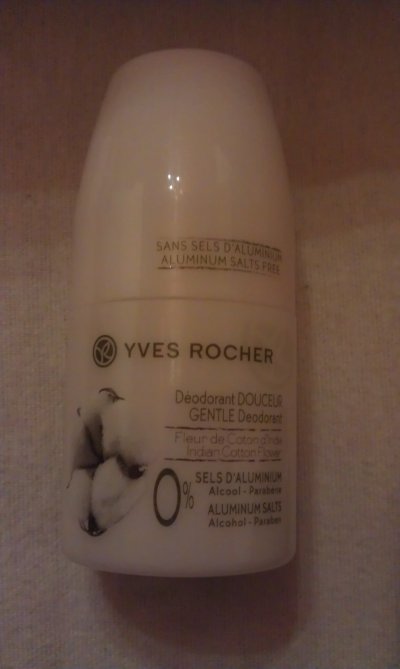 SANS SELS D'ALUMINIUM
ALUMINUM SALTS FREE
YVES ROCHER
Déodorant DOUCEUR
GENTLE Deodorant
Fleur de Coton d'Inde
Indian Cotton Flower
0%
SELS D'ALUMINIUM
Alcool - Parabens
ALUMINUM SALTS
Alcohol - Paraben